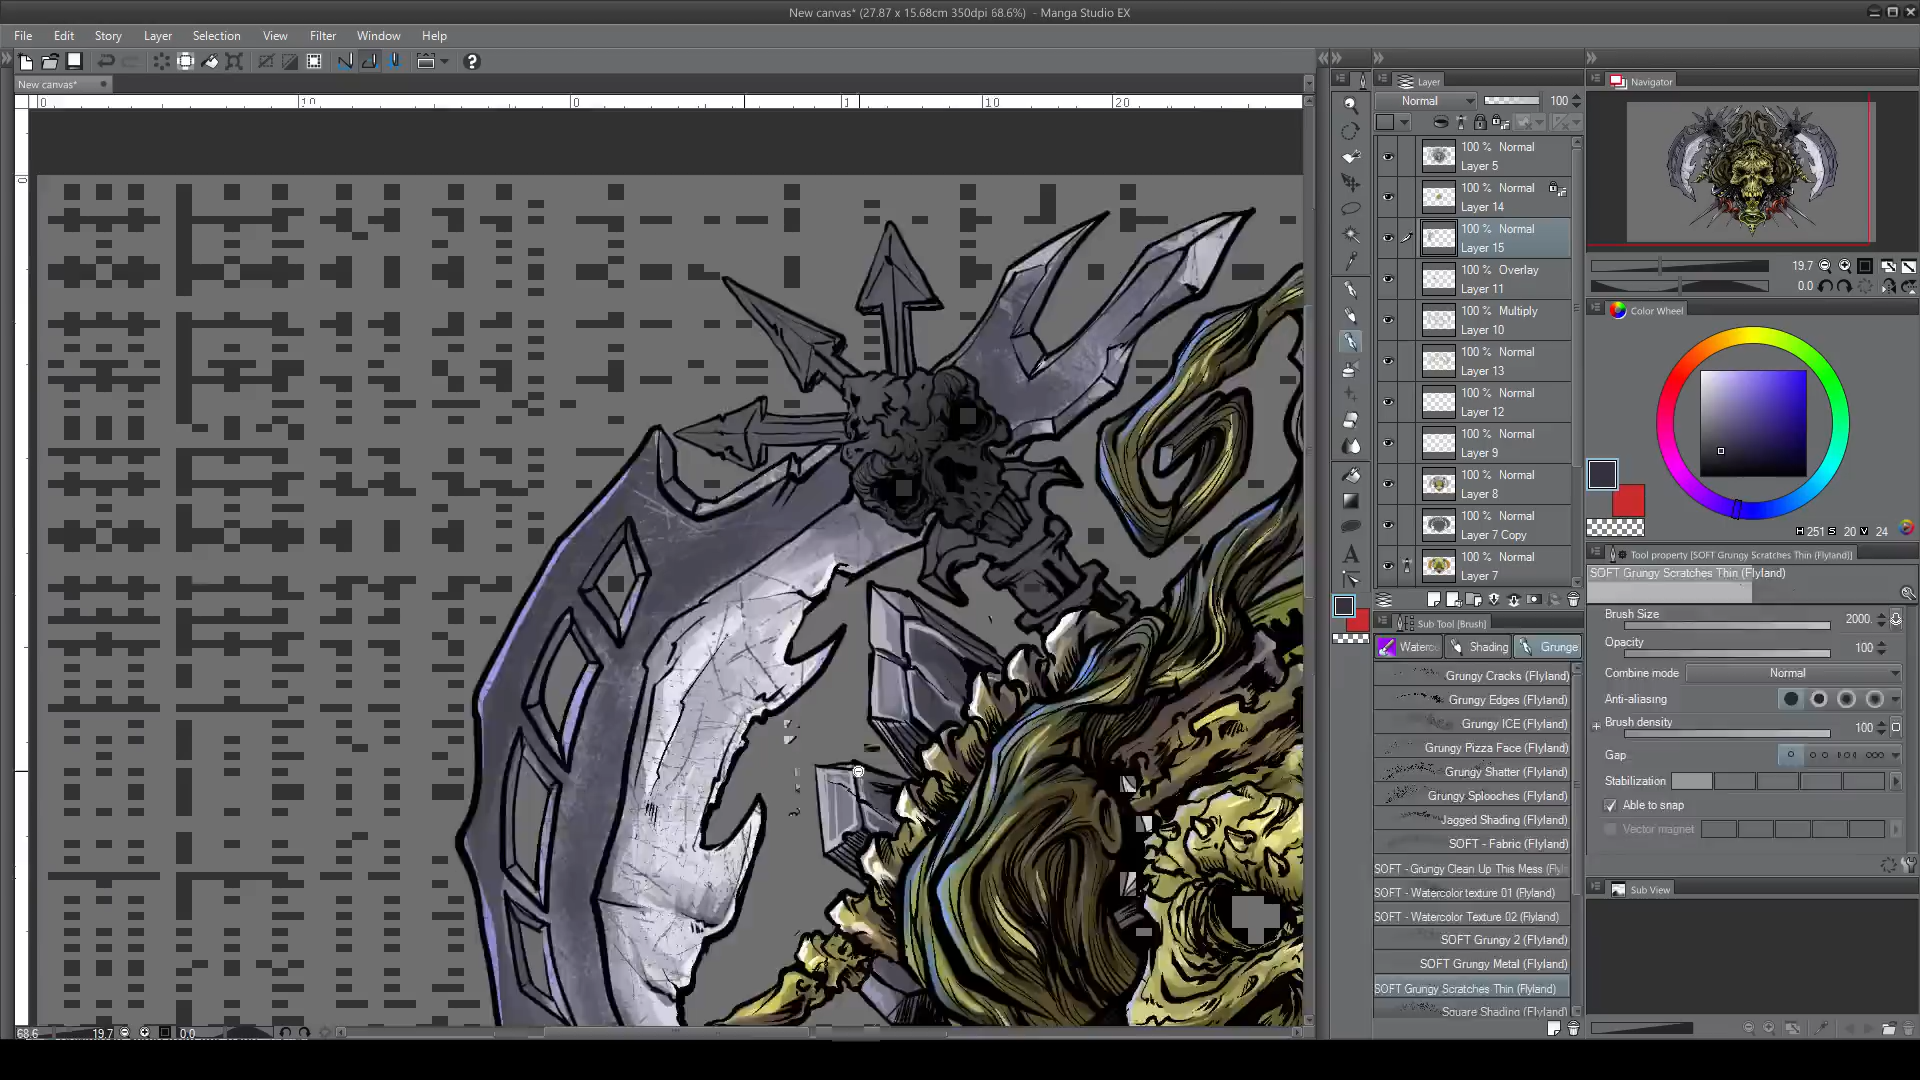 New canvas* (27.87 x 15.68cm 350dpi 68.6%)  - Manga Studio EX
File Edit Story Layer Selection View Filter Window Help
New canvas*
Layer
Navigator
Normal 100
100 % Normal
Layer 5
100 % Normal
Layer 14
100 % Normal
Layer 15
100 % Overlay
Layer 11
100 % Multiply
Layer 10
100 % Normal
Layer 13
100 % Normal
Layer 12
100 % Normal
Layer 9
100 % Normal
Layer 8
100 % Normal
Layer 7 Copy
100 % Normal
Layer 7
19.7
0.0
Color Wheel
H 251 S 20 V 24
Tool property [SOFT Grungy Scratches Thin (Flyland)]
SOFT Grungy Scratches Thin (Flyland)
Brush Size 2000.
Opacity 100
Combine mode Normal
Anti-aliasing
Brush density 100
Gap
Stabilization
Able to snap
Vector magnet
Sub View
Sub Tool [Brush]
Waterc Shading Grunge
Grungy Cracks (Flyland)
Grungy Edges (Flyland)
Grungy ICE (Flyland)
Grungy Pizza Face (Flyland)
Grungy Shatter (Flyland)
Grungy Splooches (Flyland)
Jagged Shading (Flyland)
SOFT - Fabric (Flyland)
SOFT - Grungy Clean Up This Mess (Fly
SOFT - Watercolor texture 01 (Flyland)
SOFT - Watercolor Texture 02 (Flyland)
SOFT Grungy 2 (Flyland)
SOFT Grungy Metal (Flyland)
SOFT Grungy Scratches Thin (Flyland)
Square Shading (Flyland)
68.6 19.7 0.0